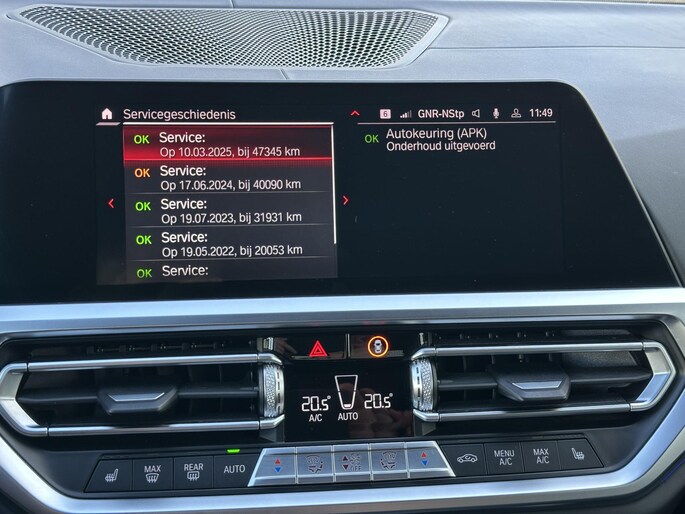 Servicegeschiedenis
6 GNR-NStp 11:49
OK Service:
Op 10.03.2025, bij 47345 km
OK Service:
Op 17.06.2024, bij 40090 km
OK Service:
Op 19.07.2023, bij 31931 km
OK Service:
Op 19.05.2022, bij 20053 km
OK Service:
OK Autokeuring (APK)
Onderhoud uitgevoerd
20.5° 20.5°
A/C AUTO
MAX
REAR
AUTO
OFF
MENU
A/C
MAX
A/C